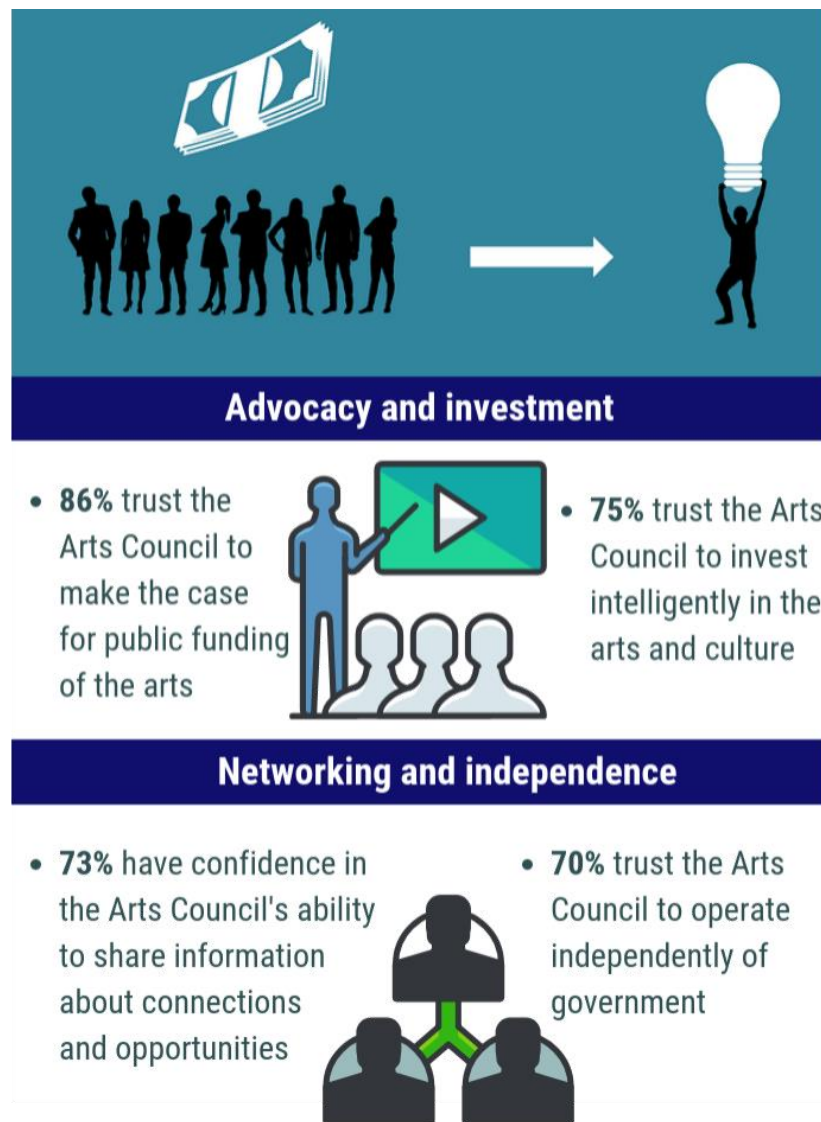 Advocacy and investment
• 86% trust the
Arts Council to
make the case
for public funding
of the arts
• 75% trust the Arts
Council to invest
intelligently in the
arts and culture
Networking and independence
• 73% have confidence in
the Arts Council's ability
to share information
about connections
and opportunities
• 70% trust the Arts
Council to operate
independently of
government